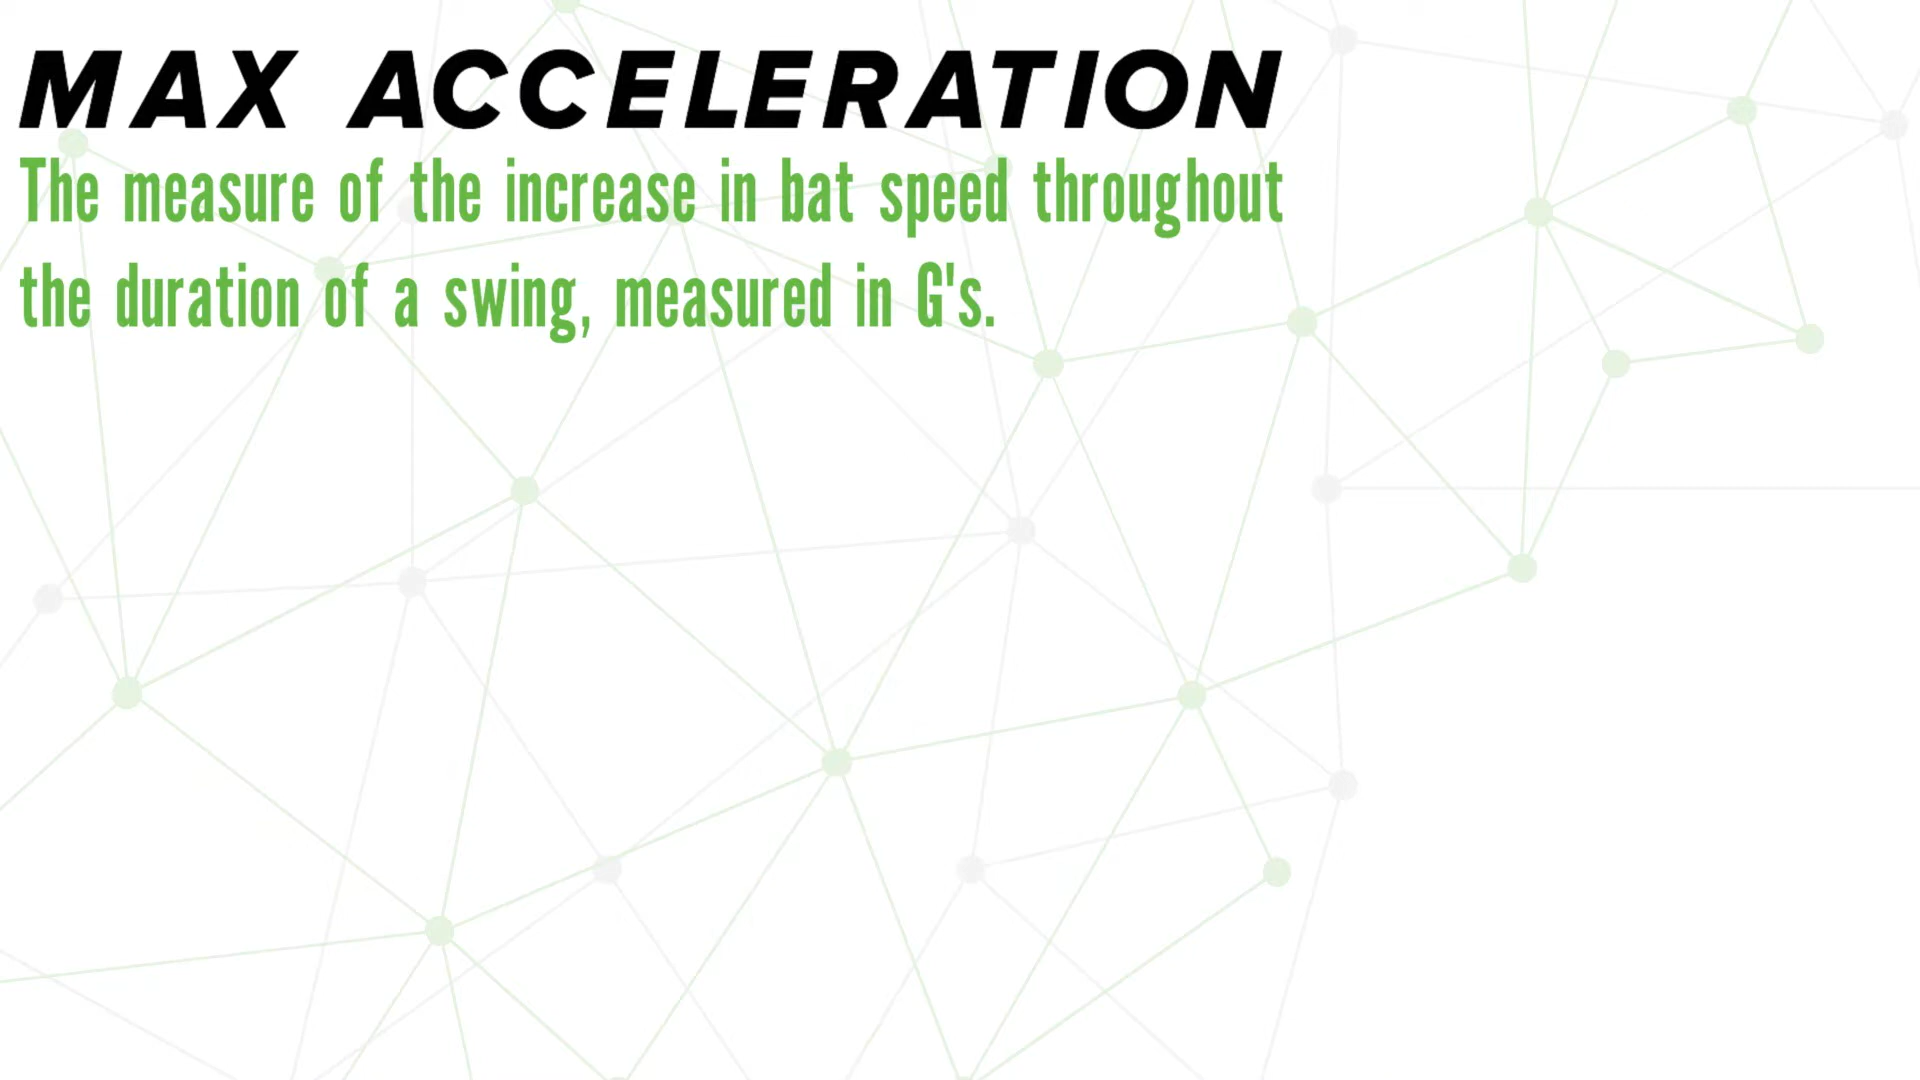 MAX ACCELERATION
The measure of the increase in bat speed throughout
the duration of a swing, measured in G's.